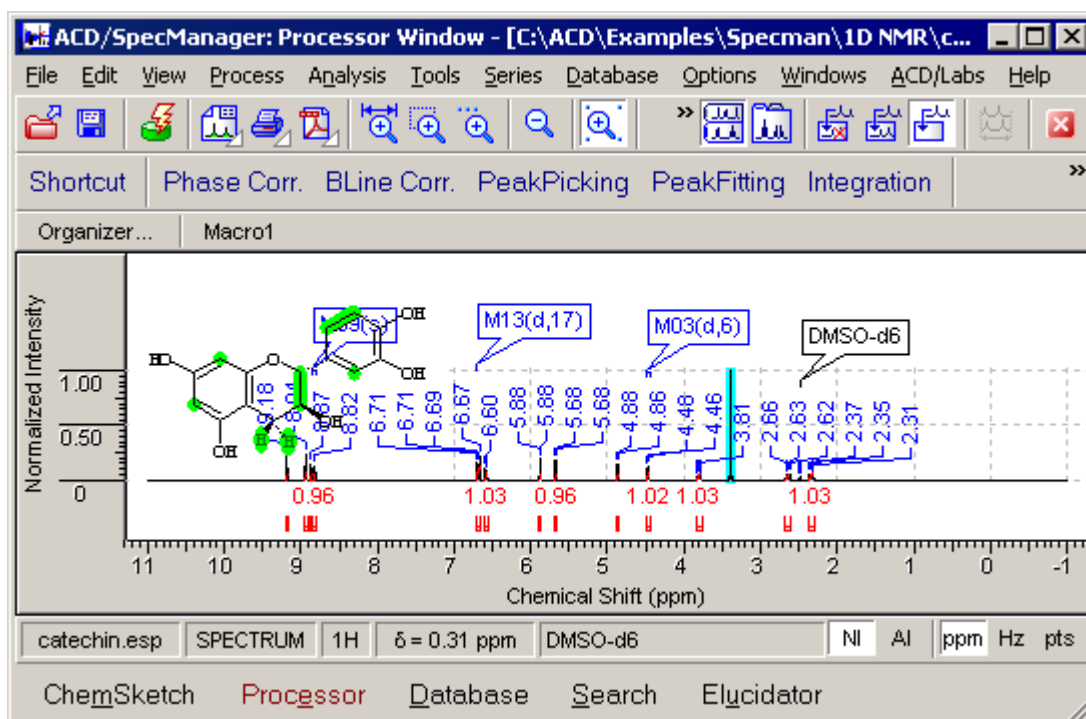 ACD/SpecManager: Processor Window - [C:\ACD\Examples\Specman\1D NMR\c...
File Edit View Process Analysis Tools Series Database Options Windows ACD/Labs Help
»
Shortcut Phase Corr. BLine Corr. PeakPicking PeakFitting Integration »
Organizer... Macro1
Normalized Intensity
1.00
0.50
0
HO
O
OH
OH
OH
OH
H
H
M13(d,17)
M03(d,6)
DMSO-d6
9.18
8.82
6.71
6.71
6.69
6.67
6.60
5.88
5.88
5.68
5.68
4.88
4.86
4.48
4.46
3.81
2.66
2.63
2.62
2.37
2.35
2.31
0.96 1.03 0.96 1.02 1.03 1.03
11 10 9 8 7 6 5 4 3 2 1 0 -1
Chemical Shift (ppm)
catechin.esp SPECTRUM 1H δ = 0.31 ppm DMSO-d6 NI AI ppm Hz pts
ChemSketch Processor Database Search Elucidator